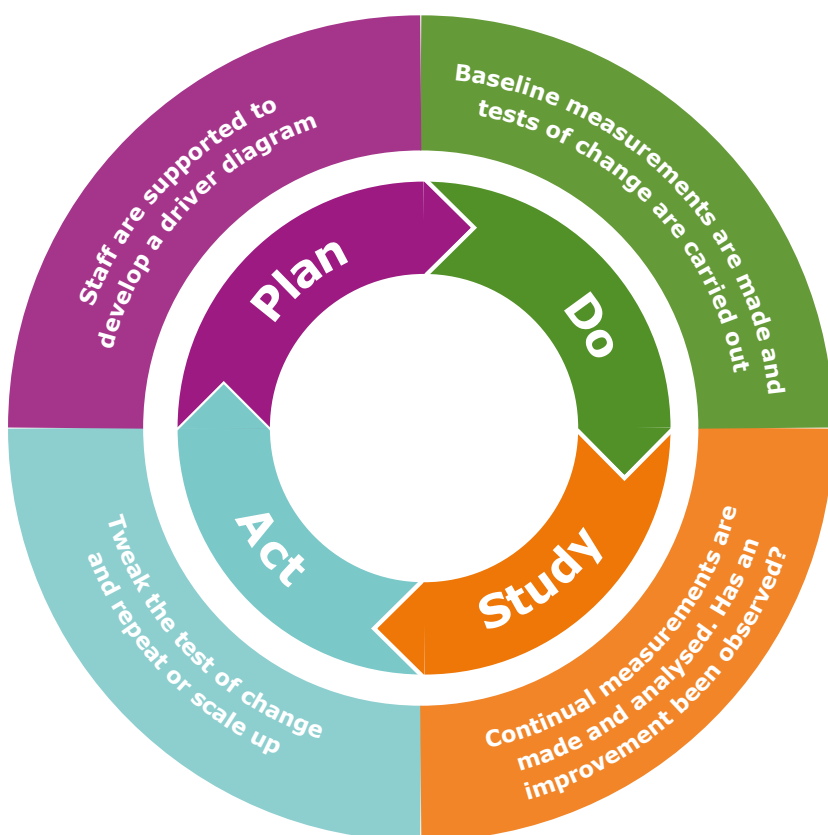 Plan
Staff are supported to
develop a driver diagram
Do
Baseline measurements are made and
tests of change are carried out
Study
Continual measurements are
made and analysed. Has an
improvement been observed?
Act
Tweak the test of change
and repeat or scale up